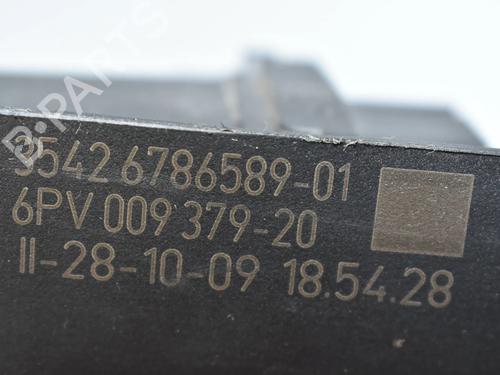 B-PARTS
3542 6786589-01
6PV 009 379-20
II-28-10-09 18.54.28